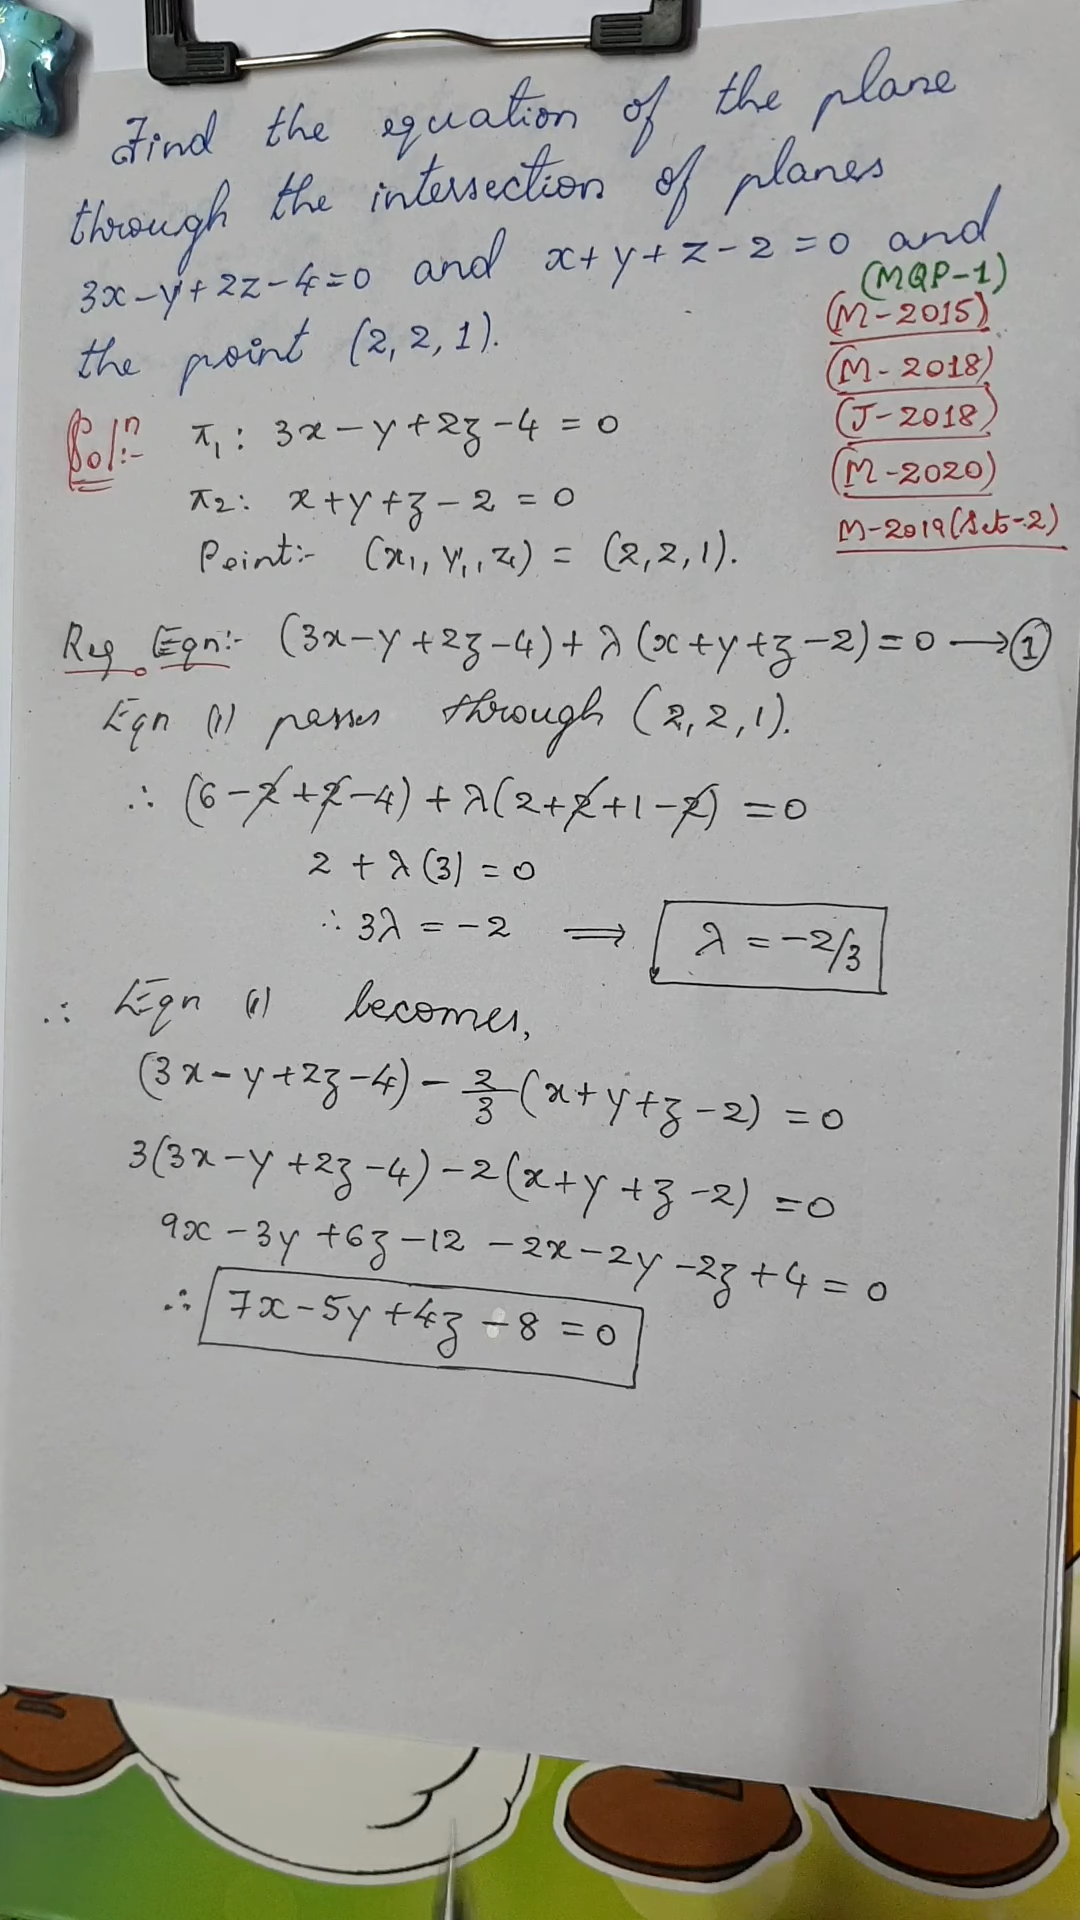 Find the equation of the plane
through the intersection of planes
3x-y+2z-4=0 and x+y+z-2=0 and
(MQP-1)
the point (2,2,1).
(M-2015)
(M-2018)
(J-2018)
(M-2020)
M-2019(Set-2)
Solⁿ:- π₁: 3x-y+2z-4=0
π₂: x+y+z-2=0
Point:- (x₁,y₁,z₁) = (2,2,1).
Req Eqn:- (3x-y+2z-4)+λ(x+y+z-2)=0 → ①
Eqn (1) passes through (2,2,1).
∴ (6-2+2-4)+λ(2+2+1-2)=0
2+λ(3)=0
∴ 3λ=-2 ⟹ λ=-2/3
∴ Eqn (1) becomes,
(3x-y+2z-4)-2/3(x+y+z-2)=0
3(3x-y+2z-4)-2(x+y+z-2)=0
9x-3y+6z-12-2x-2y-2z+4=0
∴ 7x-5y+4z-8=0